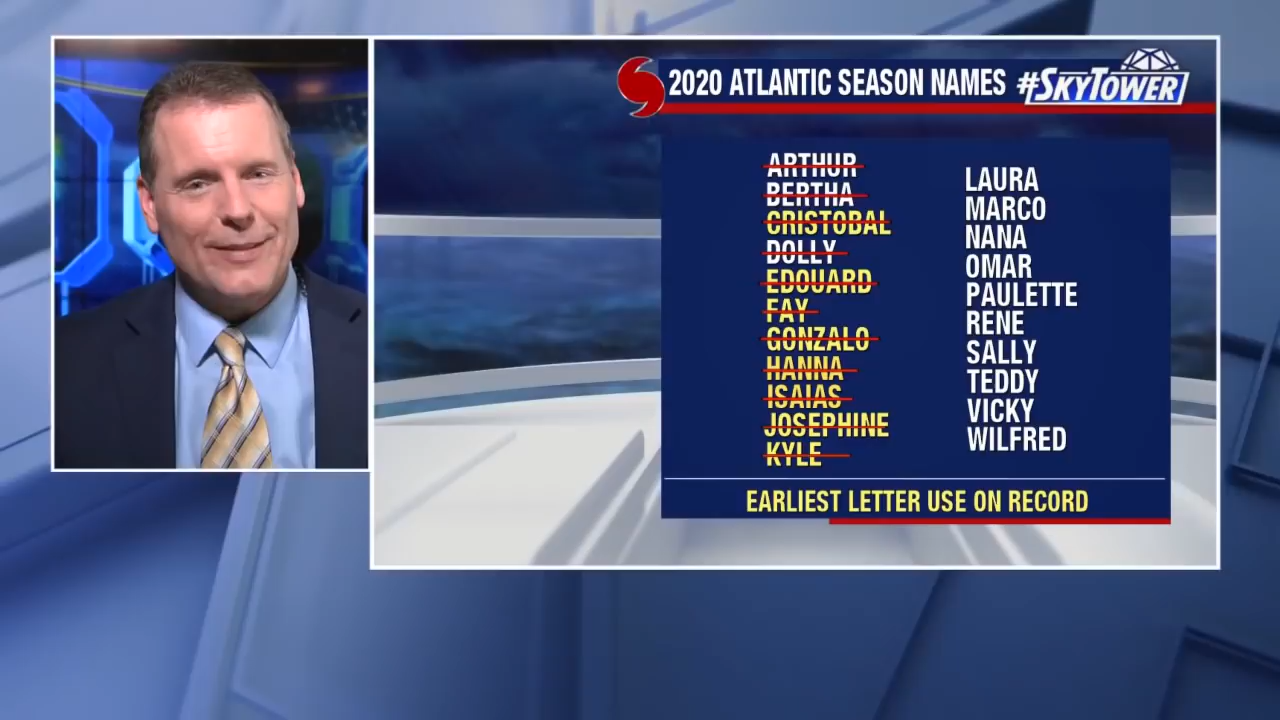 2020 ATLANTIC SEASON NAMES
#SKYTOWER
ARTHUR
BERTHA
CRISTOBAL
DOLLY
EDOUARD
FAY
GONZALO
HANNA
ISAIAS
JOSEPHINE
KYLE
LAURA
MARCO
NANA
OMAR
PAULETTE
RENE
SALLY
TEDDY
VICKY
WILFRED
EARLIEST LETTER USE ON RECORD